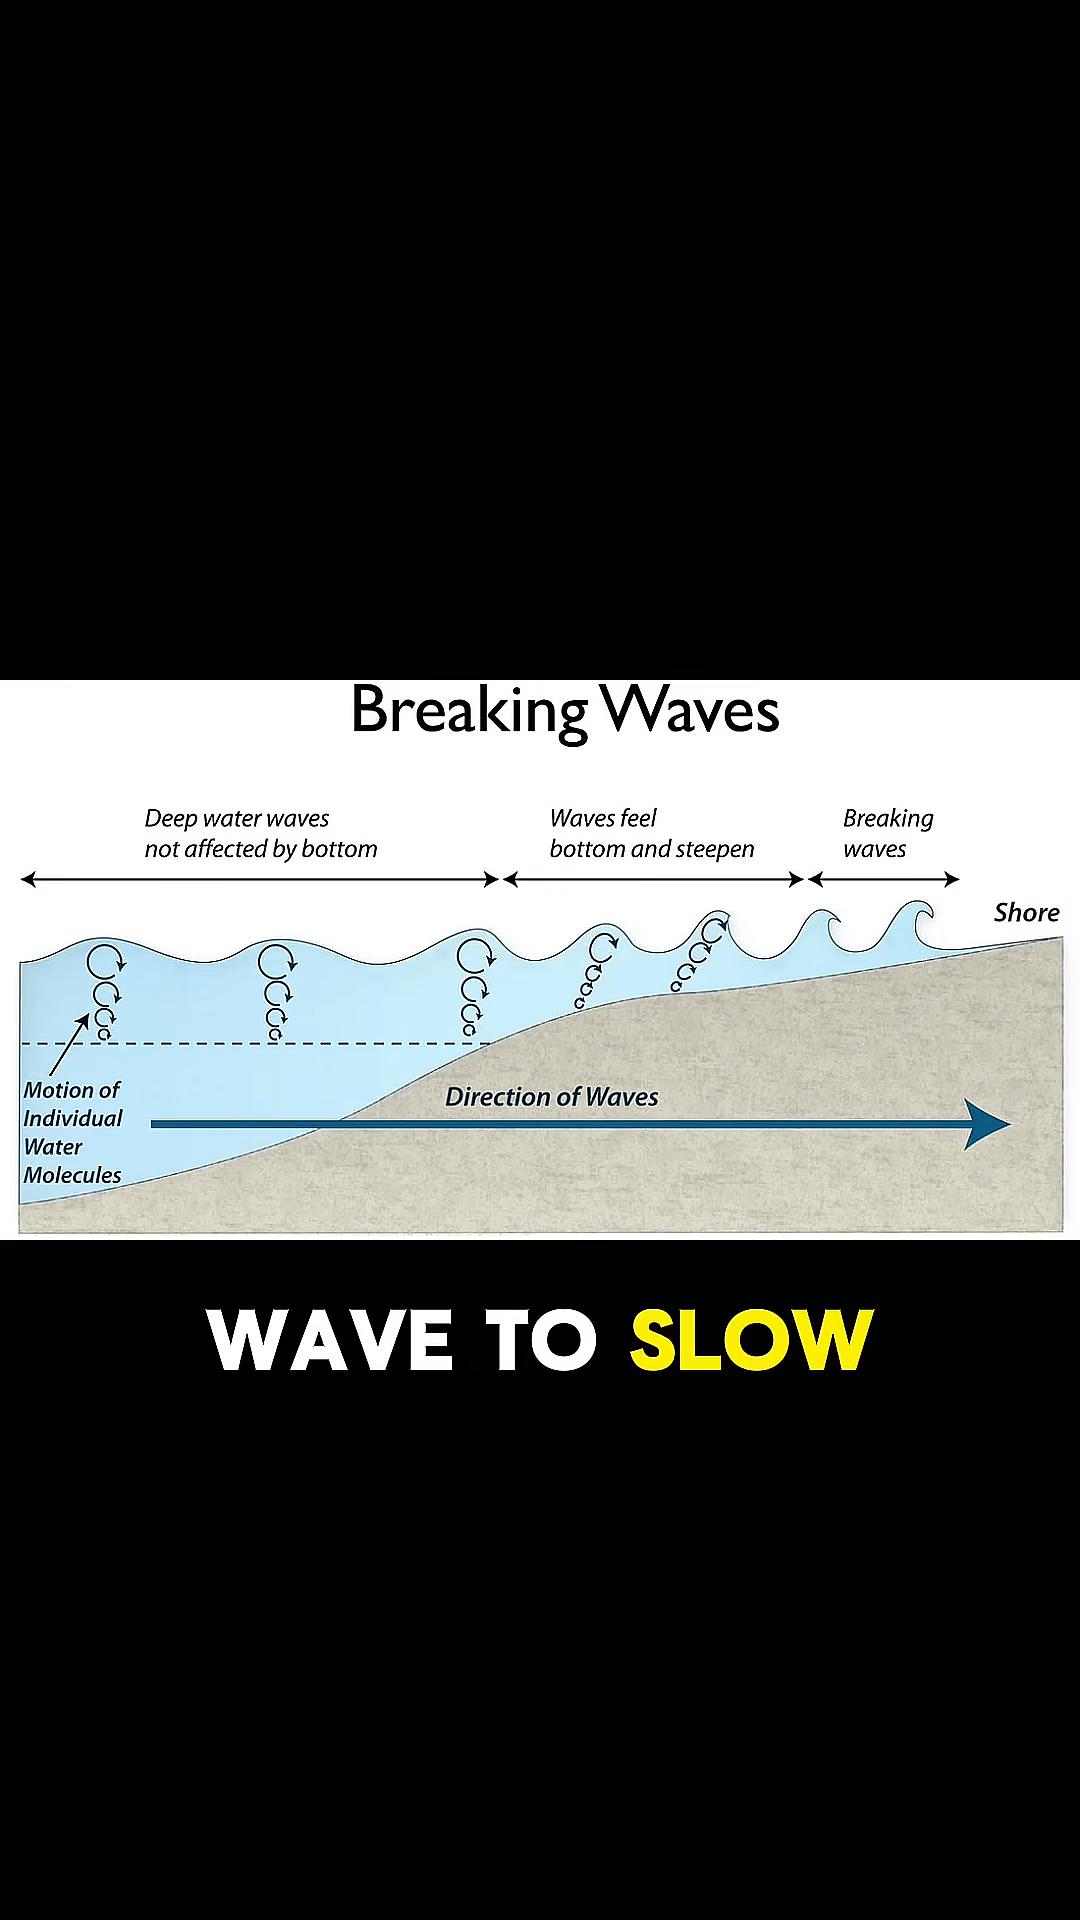 Breaking Waves
Deep water waves
not affected by bottom
Waves feel
bottom and steepen
Breaking
waves
Shore
Motion of
Individual
Water
Molecules
Direction of Waves
WAVE TO SLOW